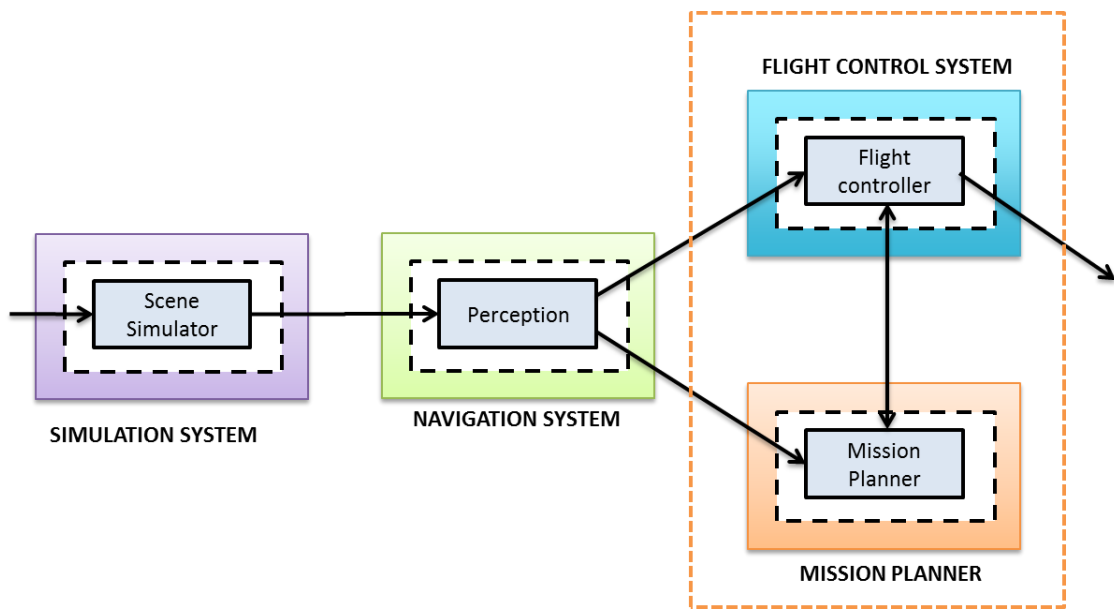 FLIGHT CONTROL SYSTEM
Flight
controller
Scene
Simulator
Perception
SIMULATION SYSTEM
NAVIGATION SYSTEM
Mission
Planner
MISSION PLANNER